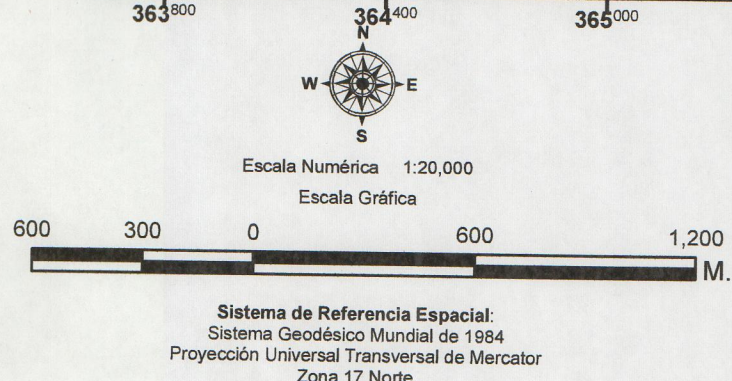 363800 364400 365000
N
W E
S
Escala Numérica 1:20,000
Escala Gráfica
600 300 0 600 1,200
M.
Sistema de Referencia Espacial:
Sistema Geodésico Mundial de 1984
Proyección Universal Transversal de Mercator
Zona 17 Norte